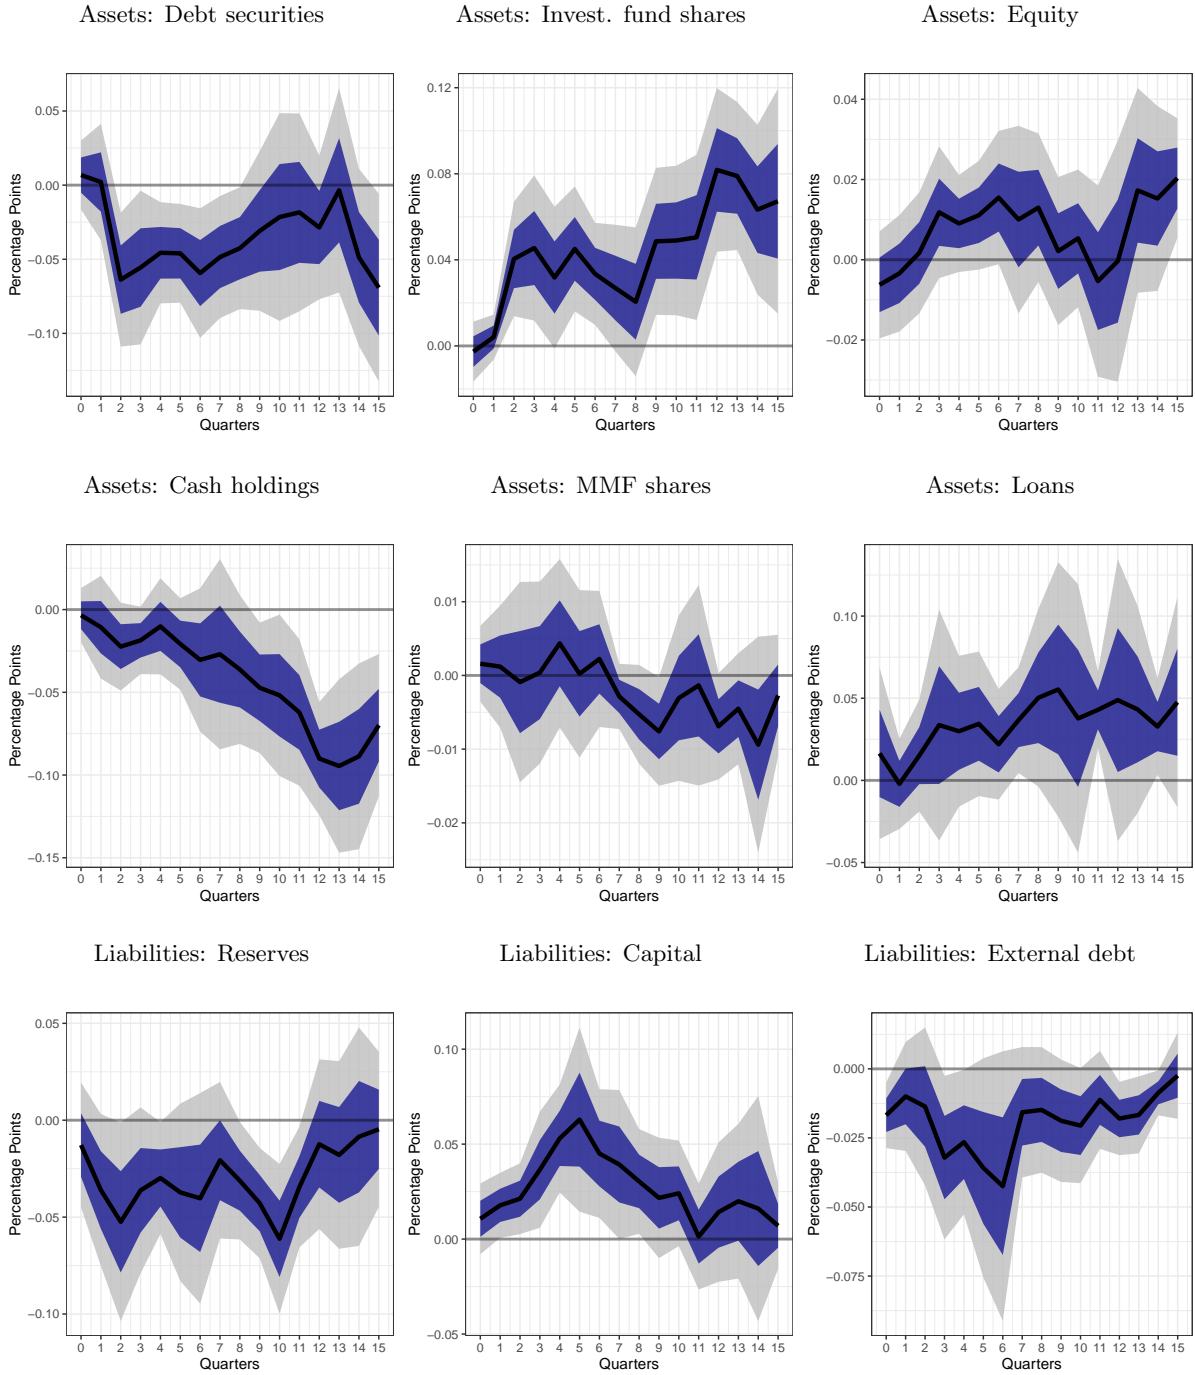 Assets: Debt securities
Assets: Invest. fund shares
Assets: Equity
Percentage Points
0.05
0.00
−0.05
−0.10
0 1 2 3 4 5 6 7 8 9 10 11 12 13 14 15
Quarters
Percentage Points
0.12
0.08
0.04
0.00
0 1 2 3 4 5 6 7 8 9 10 11 12 13 14 15
Quarters
Percentage Points
0.04
0.02
0.00
−0.02
0 1 2 3 4 5 6 7 8 9 10 11 12 13 14 15
Quarters
Assets: Cash holdings
Assets: MMF shares
Assets: Loans
Percentage Points
0.00
−0.05
−0.10
−0.15
0 1 2 3 4 5 6 7 8 9 10 11 12 13 14 15
Quarters
Percentage Points
0.01
0.00
−0.01
−0.02
0 1 2 3 4 5 6 7 8 9 10 11 12 13 14 15
Quarters
Percentage Points
0.10
0.05
0.00
−0.05
0 1 2 3 4 5 6 7 8 9 10 11 12 13 14 15
Quarters
Liabilities: Reserves
Liabilities: Capital
Liabilities: External debt
Percentage Points
0.05
0.00
−0.05
−0.10
0 1 2 3 4 5 6 7 8 9 10 11 12 13 14 15
Quarters
Percentage Points
0.10
0.05
0.00
−0.05
0 1 2 3 4 5 6 7 8 9 10 11 12 13 14 15
Quarters
Percentage Points
0.000
−0.025
−0.050
−0.075
0 1 2 3 4 5 6 7 8 9 10 11 12 13 14 15
Quarters